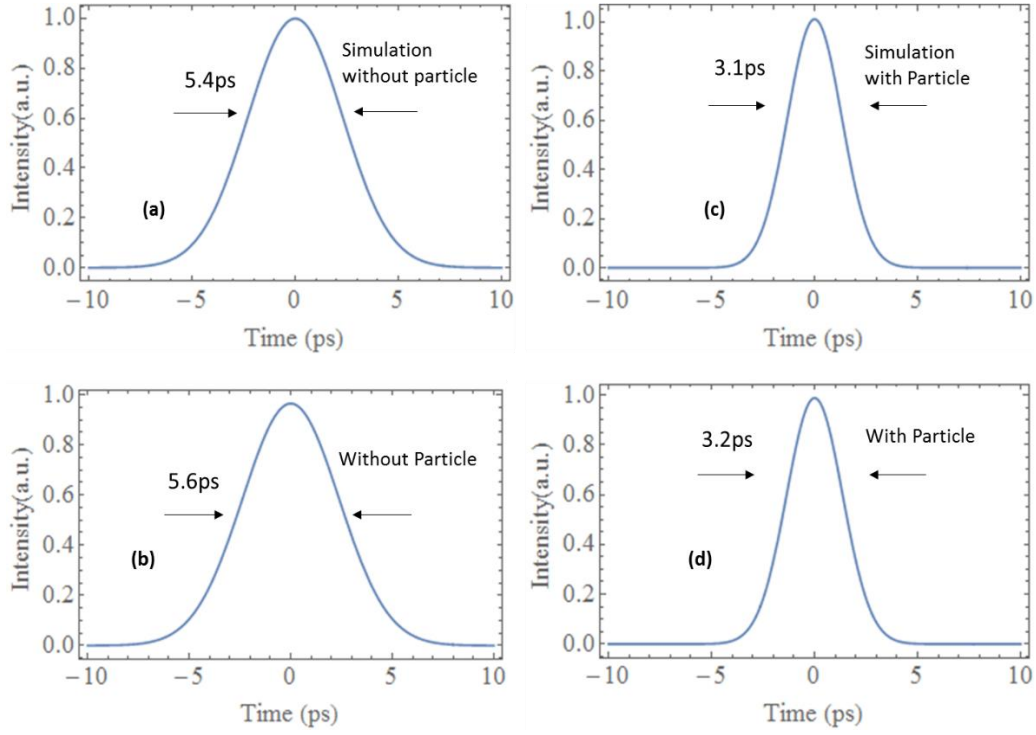 1.0
0.8
0.6
0.4
0.2
0.0
Intensity(a.u.)
5.4ps
Simulation
without particle
(a)
−10
−5
0
5
10
Time (ps)
1.0
0.8
0.6
0.4
0.2
0.0
Intensity(a.u.)
3.1ps
Simulation
with Particle
(c)
−10
−5
0
5
10
Time (ps)
1.0
0.8
0.6
0.4
0.2
0.0
Intensity(a.u.)
5.6ps
Without Particle
(b)
−10
−5
0
5
10
Time (ps)
1.0
0.8
0.6
0.4
0.2
0.0
Intensity(a.u.)
3.2ps
With Particle
(d)
−10
−5
0
5
10
Time (ps)